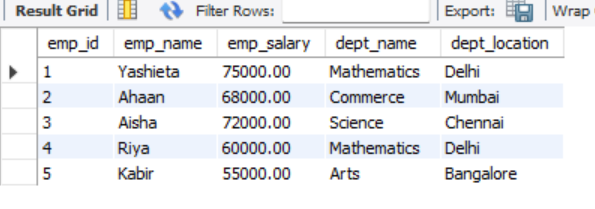 Result Grid Filter Rows: Export: Wrap
emp_id emp_name emp_salary dept_name dept_location
1 Yashieta 75000.00 Mathematics Delhi
2 Ahaan 68000.00 Commerce Mumbai
3 Aisha 72000.00 Science Chennai
4 Riya 60000.00 Mathematics Delhi
5 Kabir 55000.00 Arts Bangalore